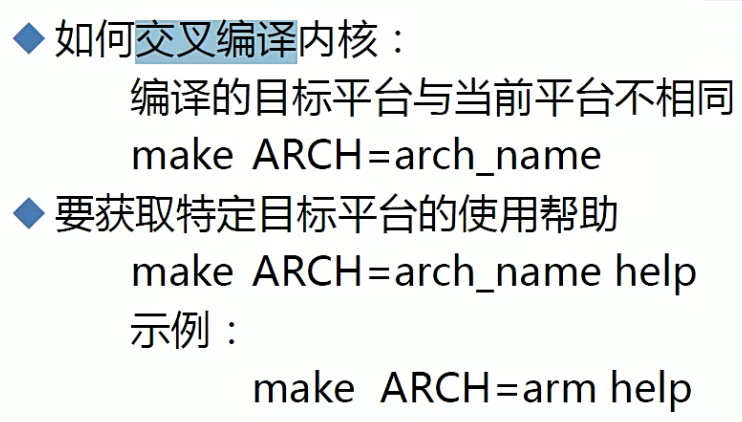 如何交叉编译内核：
编译的目标平台与当前平台不相同
make ARCH=arch_name
要获取特定目标平台的使用帮助
make ARCH=arch_name help
示例：
make ARCH=arm help